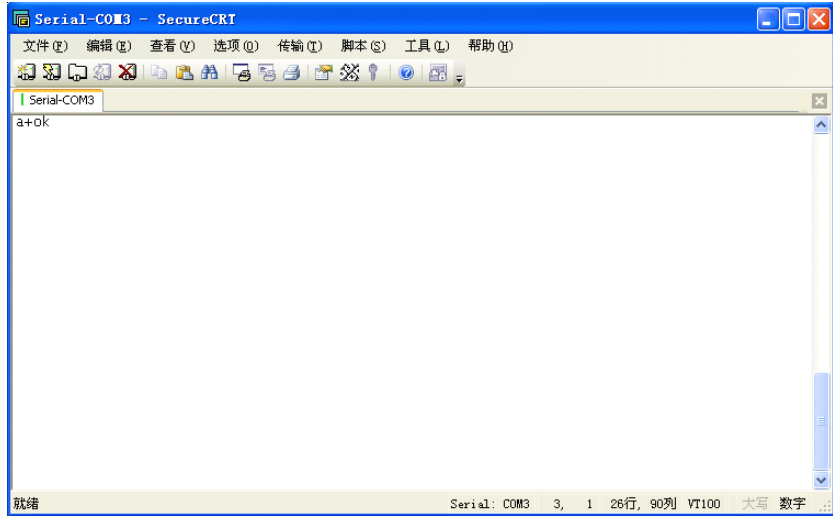 Serial-COM3 - SecureCRT
文件(F) 编辑(E) 查看(V) 选项(O) 传输(T) 脚本(S) 工具(L) 帮助(H)
Serial-COM3
a+ok
就绪 Serial: COM3 3, 1 26行, 90列 VT100 大写 数字